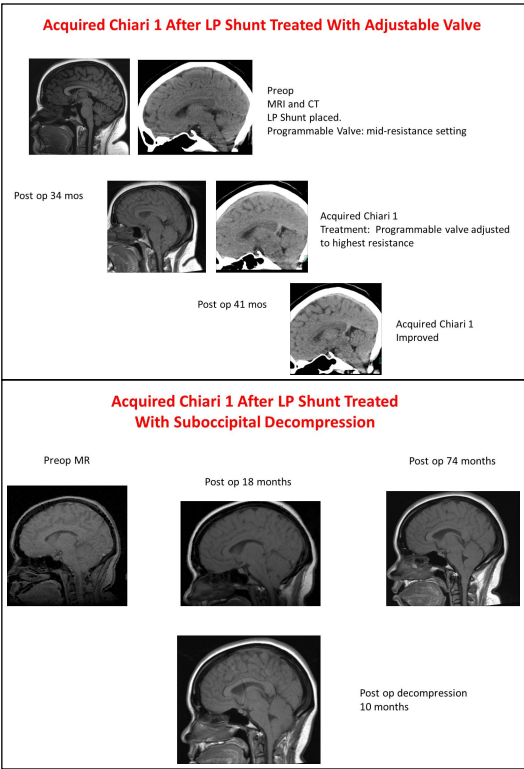 Acquired Chiari 1 After LP Shunt Treated With Adjustable Valve
Preop
MRI and CT
LP Shunt placed.
Programmable Valve: mid-resistance setting
Post op 34 mos
Acquired Chiari 1
Treatment: Programmable valve adjusted
to highest resistance
Post op 41 mos
Acquired Chiari 1
Improved
Acquired Chiari 1 After LP Shunt Treated
With Suboccipital Decompression
Preop MR
Post op 18 months
Post op 74 months
Post op decompression
10 months